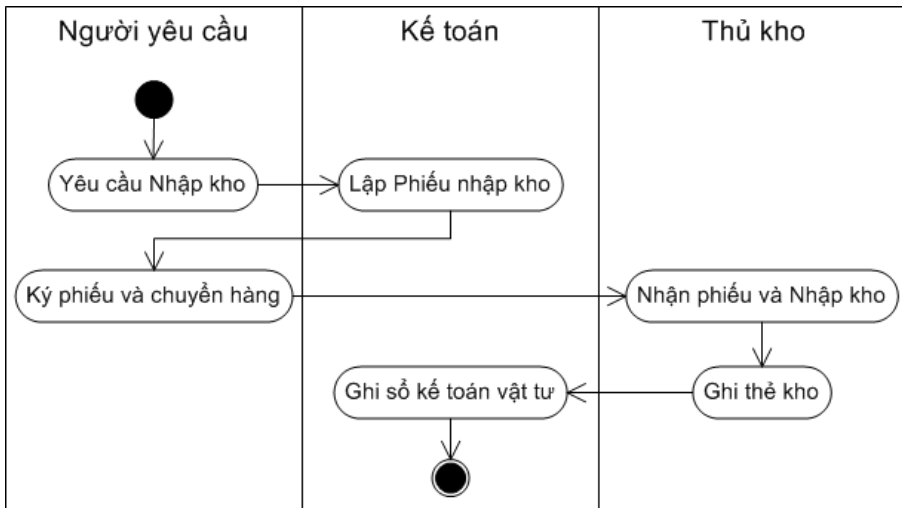 Người yêu cầu
Kế toán
Thủ kho
Yêu cầu Nhập kho
Lập Phiếu nhập kho
Ký phiếu và chuyển hàng
Nhận phiếu và Nhập kho
Ghi sổ kế toán vật tư
Ghi thẻ kho